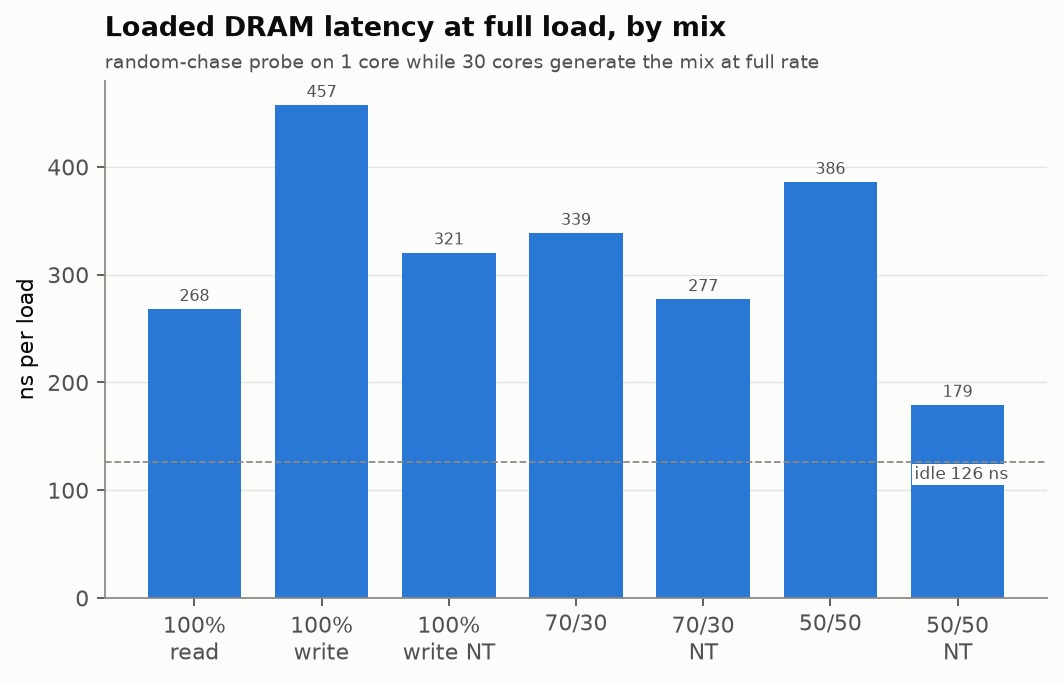 Loaded DRAM latency at full load, by mix
random-chase probe on 1 core while 30 cores generate the mix at full rate
ns per load
400
300
200
100
0
268
457
321
339
277
386
179
idle 126 ns
100%
read
100%
write
100%
write NT
70/30
70/30
NT
50/50
50/50
NT